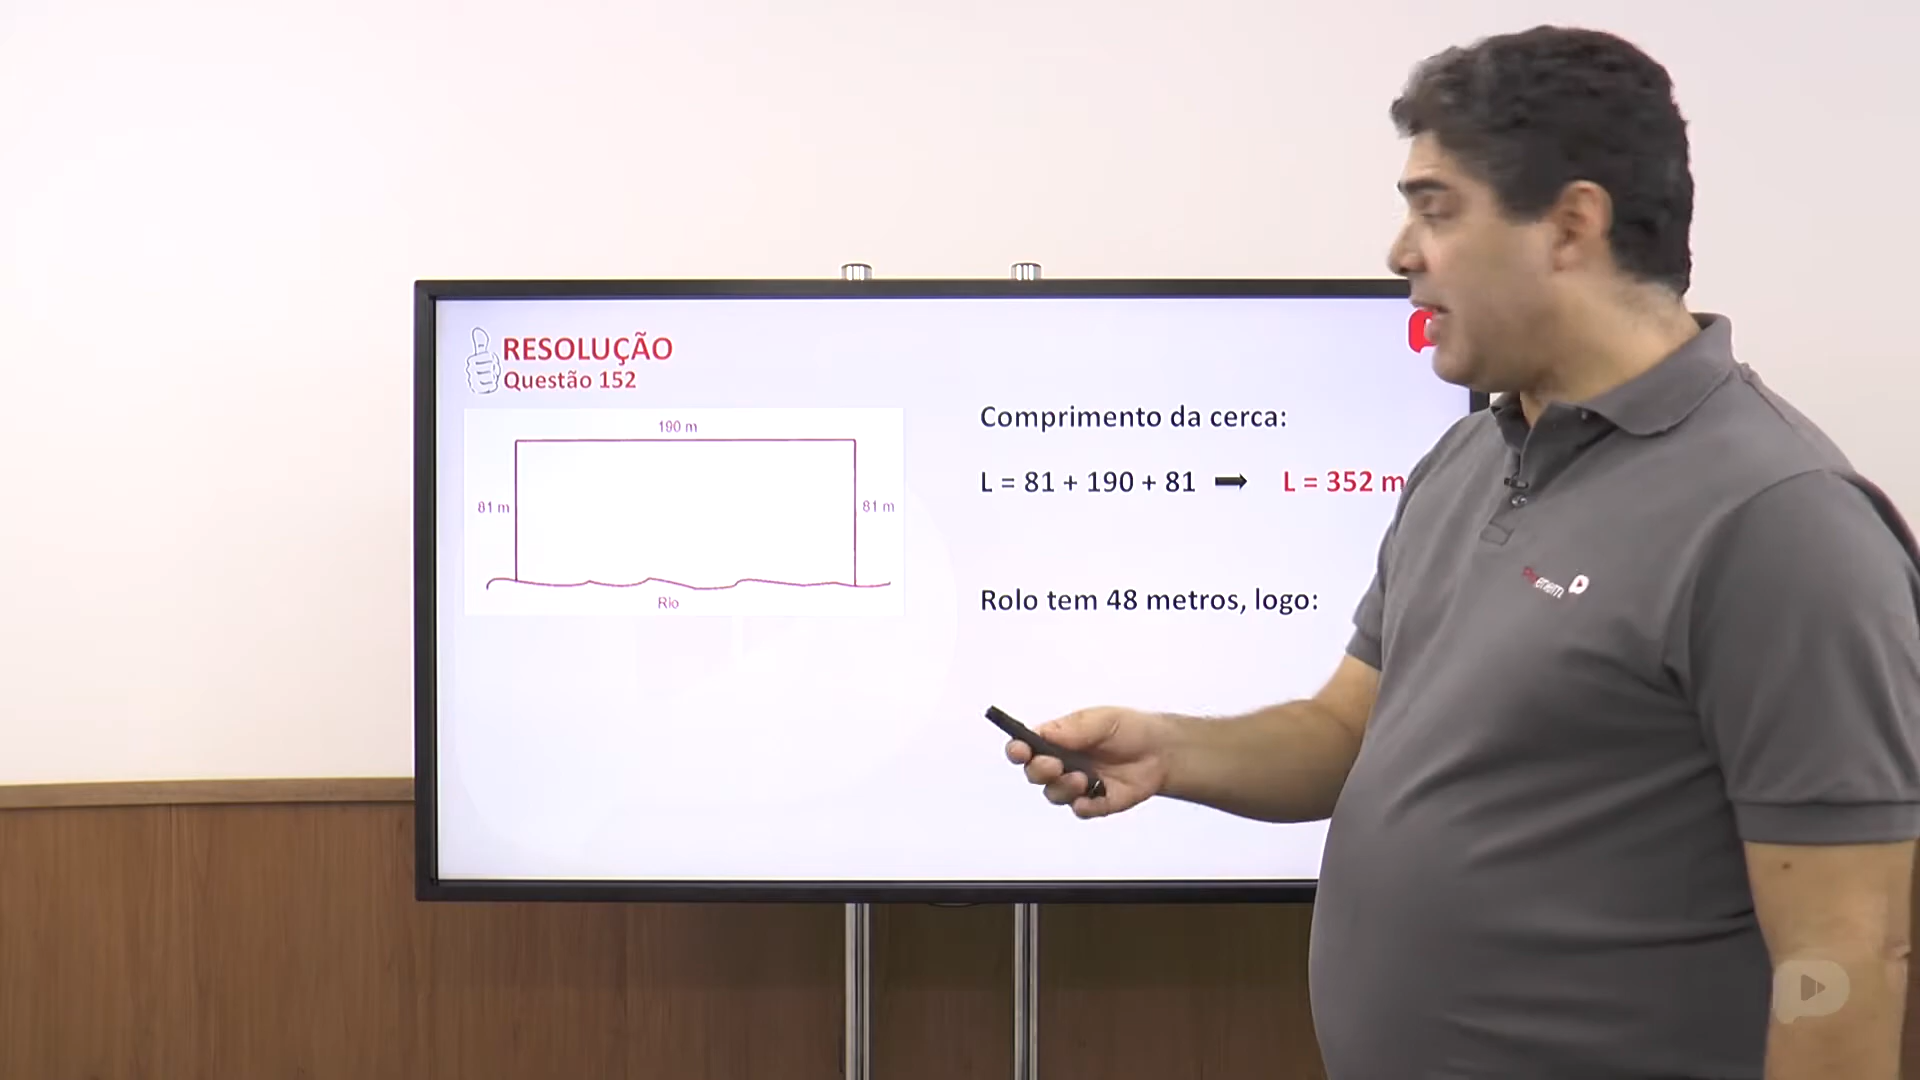 RESOLUÇÃO
Questão 152
190 m
81 m
81 m
Rio
Comprimento da cerca:
L = 81 + 190 + 81 ➡ L = 352 m
Rolo tem 48 metros, logo: